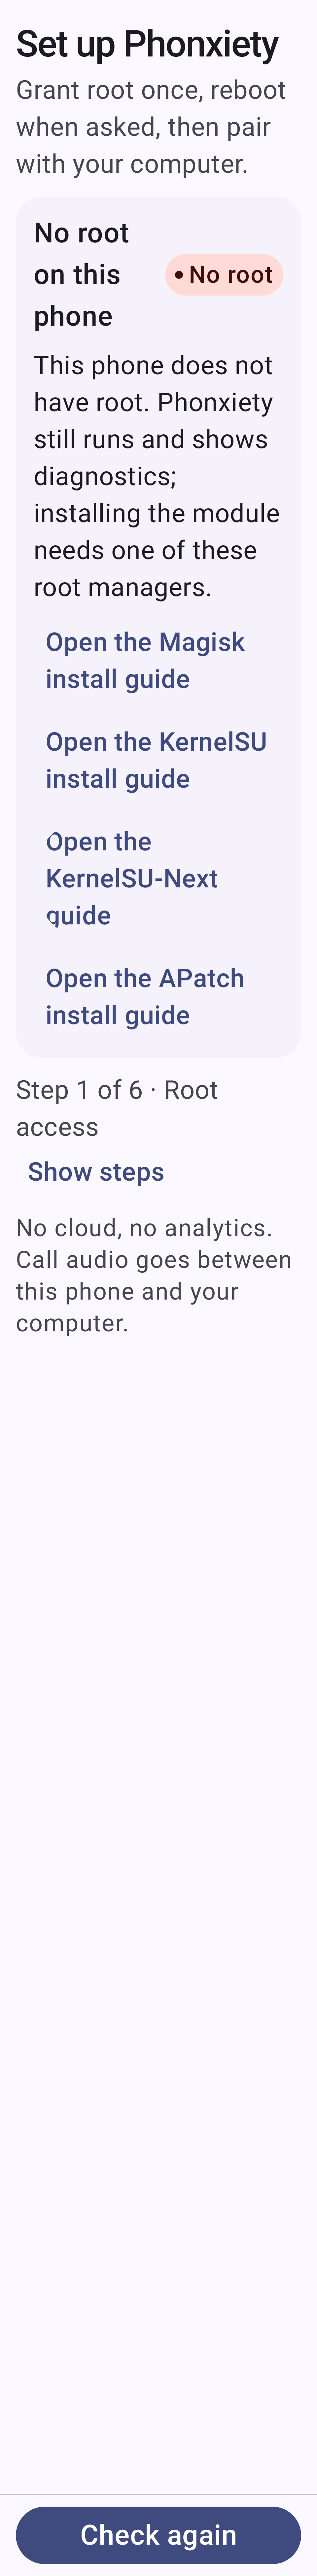 Set up Phonxiety
Grant root once, reboot
when asked, then pair
with your computer.
No root
on this
phone
• No root
This phone does not
have root. Phonxiety
still runs and shows
diagnostics;
installing the module
needs one of these
root managers.
Open the Magisk
install guide
Open the KernelSU
install guide
Open the
KernelSU-Next
guide
Open the APatch
install guide
Step 1 of 6 · Root
access
Show steps
No cloud, no analytics.
Call audio goes between
this phone and your
computer.
Check again